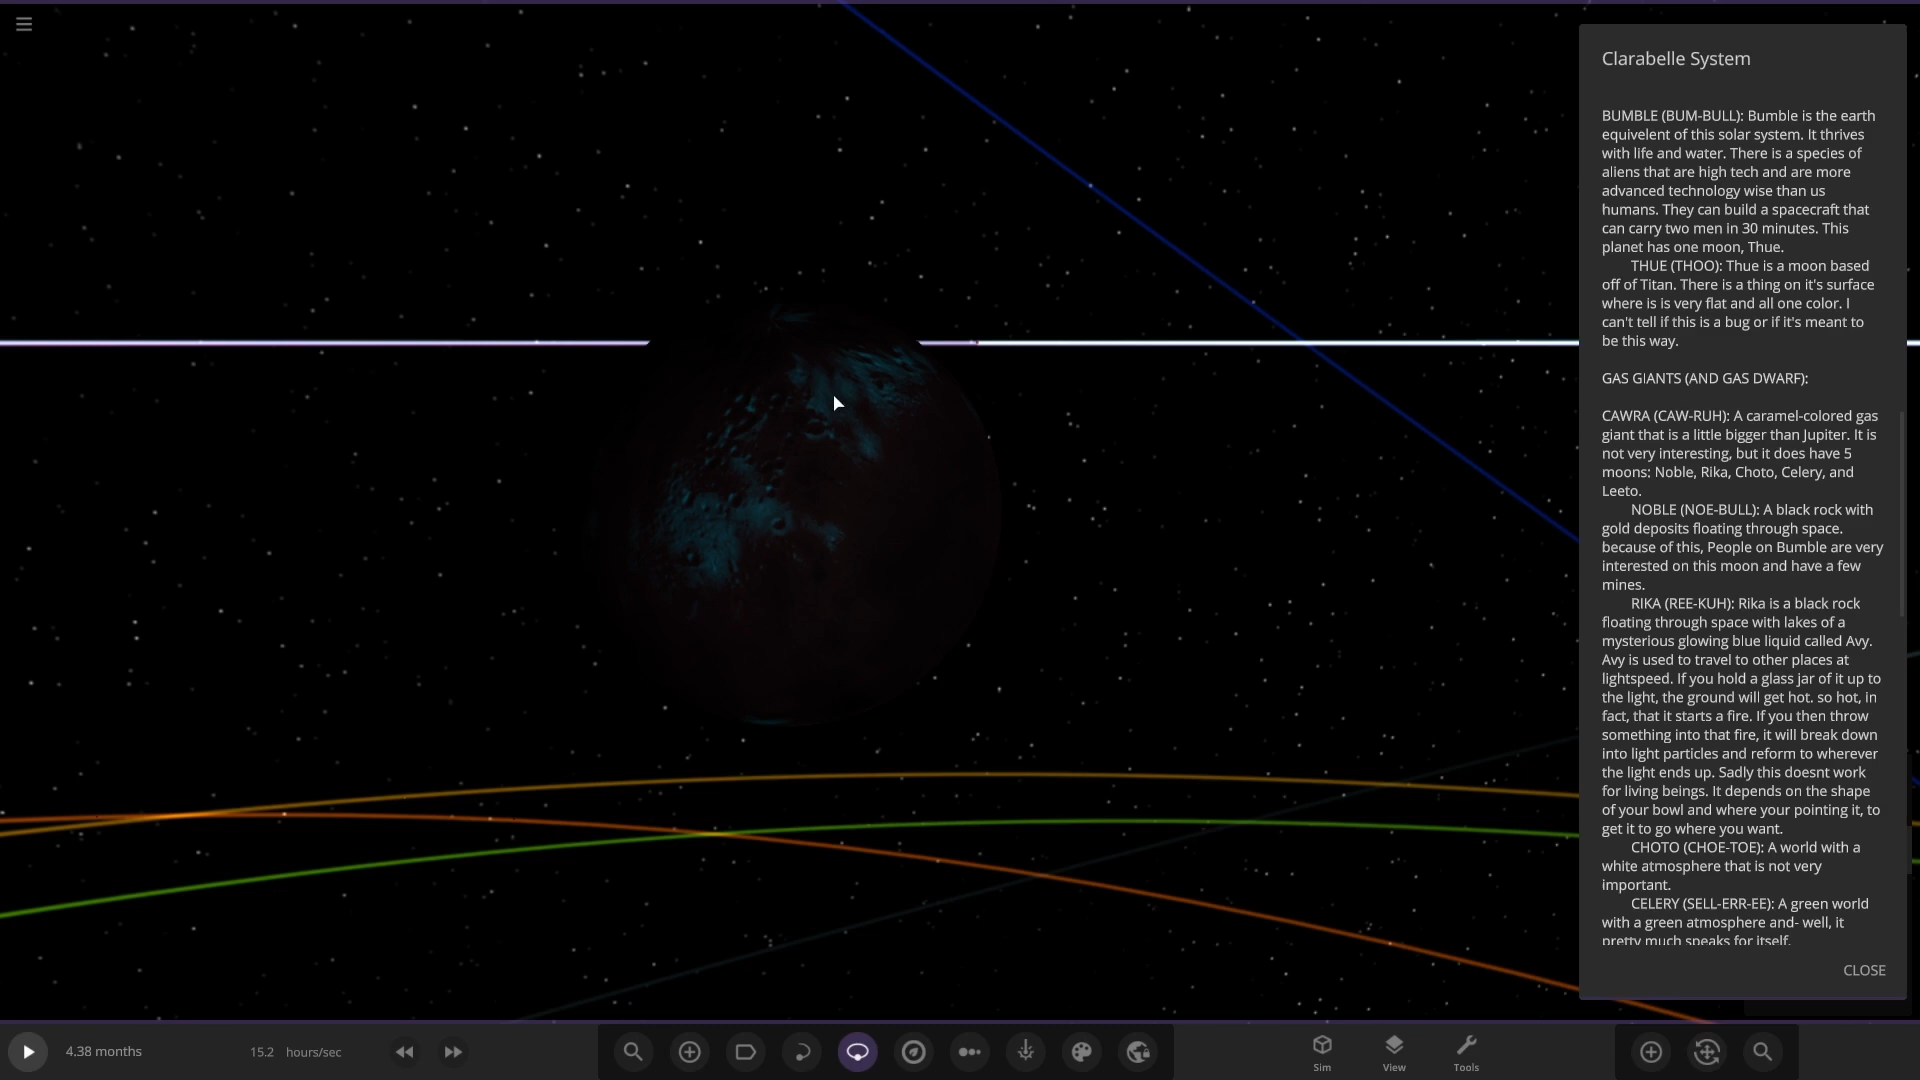 Clarabelle System
BUMBLE (BUM-BULL): Bumble is the earth
equivelent of this solar system. It thrives
with life and water. There is a species of
aliens that are high tech and are more
advanced technology wise than us
humans. They can build a spacecraft that
can carry two men in 30 minutes. This
planet has one moon, Thue.
THUE (THOO): Thue is a moon based
off of Titan. There is a thing on it's surface
where is is very flat and all one color. I
can't tell if this is a bug or if it's meant to
be this way.
GAS GIANTS (AND GAS DWARF):
CAWRA (CAW-RUH): A caramel-colored gas
giant that is a little bigger than Jupiter. It is
not very interesting, but it does have 5
moons: Noble, Rika, Choto, Celery, and
Leeto.
NOBLE (NOE-BULL): A black rock with
gold deposits floating through space.
because of this, People on Bumble are very
interested on this moon and have a few
mines.
RIKA (REE-KUH): Rika is a black rock
floating through space with lakes of a
mysterious glowing blue liquid called Avy.
Avy is used to travel to other places at
lightspeed. If you hold a glass jar of it up to
the light, the ground will get hot. so hot, in
fact, that it starts a fire. If you then throw
something into that fire, it will break down
into light particles and reform to wherever
the light ends up. Sadly this doesnt work
for living beings. It depends on the shape
of your bowl and where your pointing it, to
get it to go where you want.
CHOTO (CHOE-TOE): A world with a
white atmosphere that is not very
important.
CELERY (SELL-ERR-EE): A green world
with a green atmosphere and- well, it
pretty much speaks for itself.
CLOSE
4.38 months
15.2 hours/sec
Sim
View
Tools